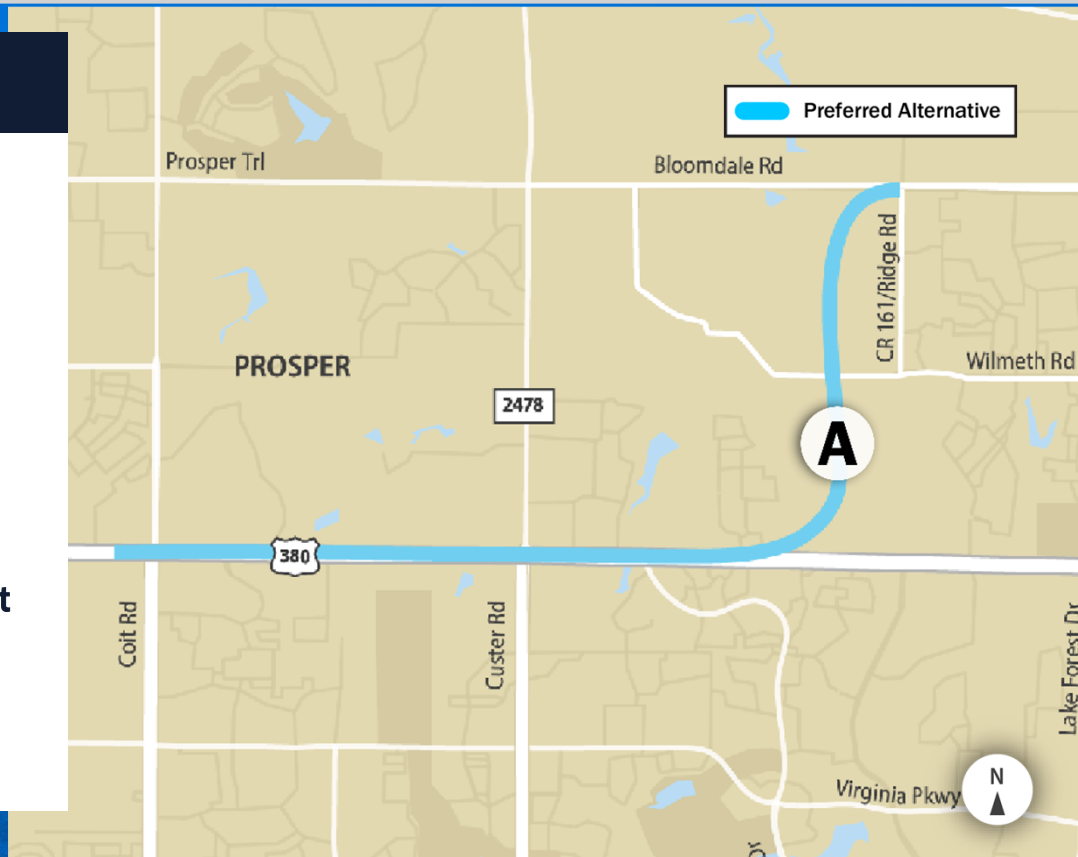 Preferred Alternative
Prosper Trl
Bloomdale Rd
CR 161/Ridge Rd
PROSPER
Wilmeth Rd
2478
A
380
t
Coit Rd
Custer Rd
Lake Forest Dr
N
Virginia Pkwy
Dr